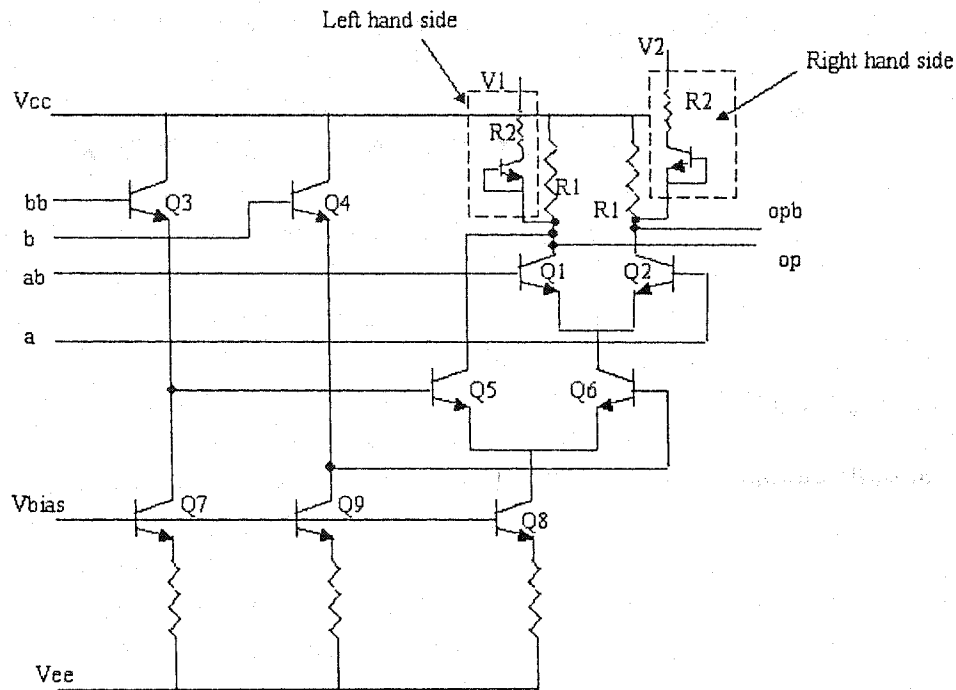 Left hand side
V2
Right hand side
V1
Vcc
R2
R2
bb
Q3
Q4
R1
R1
opb
b
op
ab
Q1
Q2
a
Q5
Q6
Vbias
Q7
Q9
Q8
Vee